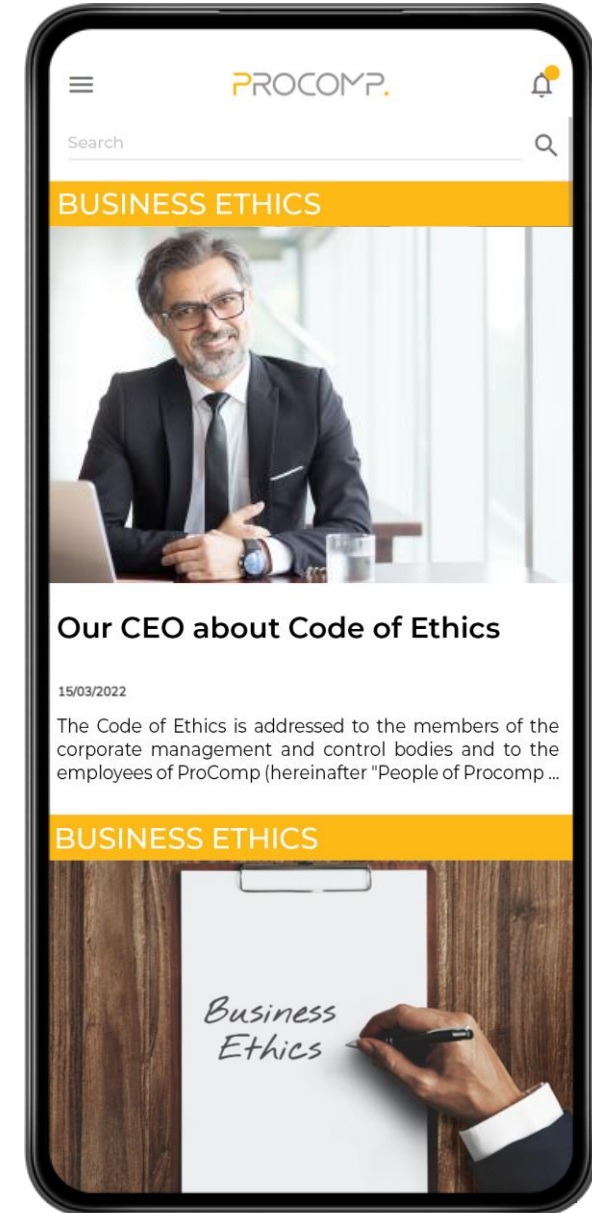 PROCOMP.
Search
BUSINESS ETHICS
Our CEO about Code of Ethics
15/03/2022
The Code of Ethics is addressed to the members of the
corporate management and control bodies and to the
employees of ProComp (hereinafter "People of Procomp ...
BUSINESS ETHICS
Business
Ethics